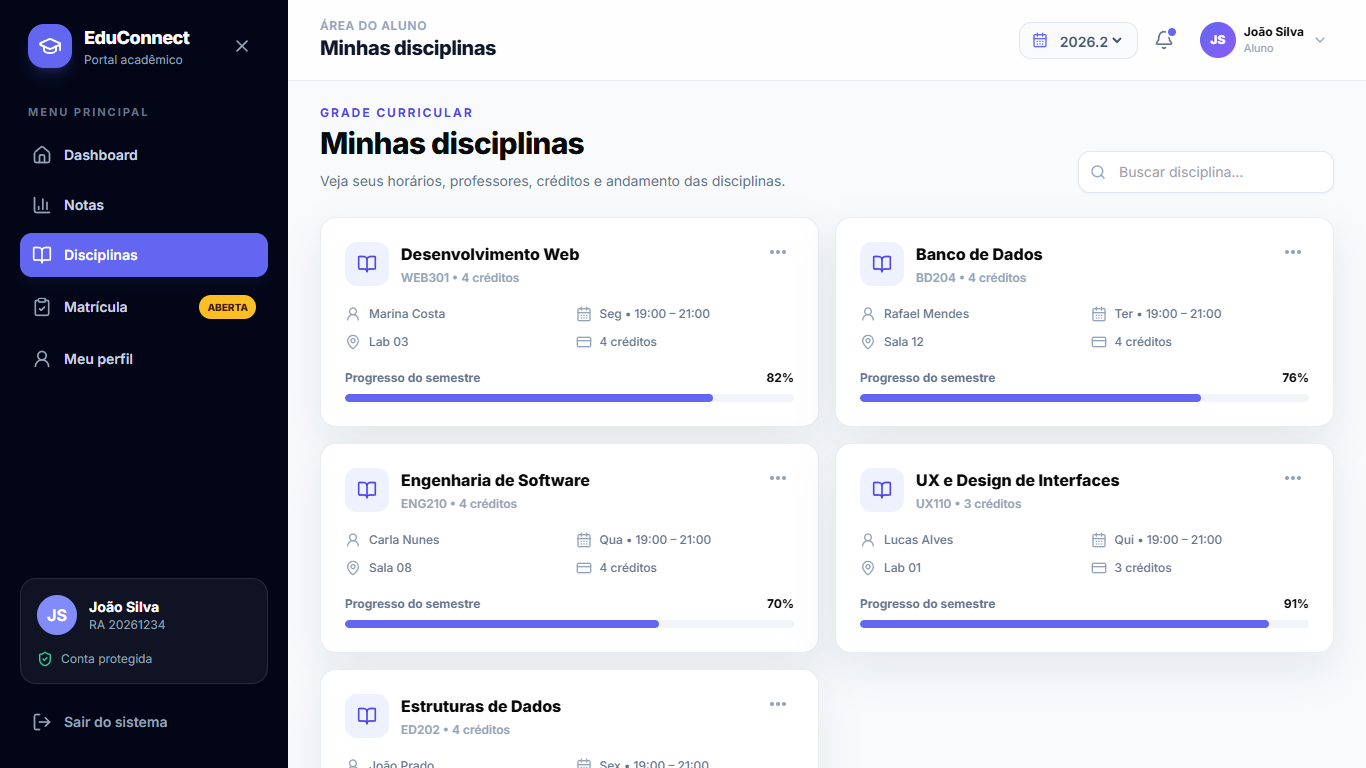 EduConnect
Portal acadêmico
MENU PRINCIPAL
Dashboard
Notas
Disciplinas
Matrícula
ABERTA
Meu perfil
JS
João Silva
RA 20261234
Conta protegida
Sair do sistema
ÁREA DO ALUNO
Minhas disciplinas
2026.2
JS
João Silva
Aluno
GRADE CURRICULAR
Minhas disciplinas
Veja seus horários, professores, créditos e andamento das disciplinas.
Buscar disciplina...
Desenvolvimento Web
WEB301 • 4 créditos
Marina Costa
Seg • 19:00 – 21:00
Lab 03
4 créditos
Progresso do semestre
82%
Banco de Dados
BD204 • 4 créditos
Rafael Mendes
Ter • 19:00 – 21:00
Sala 12
4 créditos
Progresso do semestre
76%
Engenharia de Software
ENG210 • 4 créditos
Carla Nunes
Qua • 19:00 – 21:00
Sala 08
4 créditos
Progresso do semestre
70%
UX e Design de Interfaces
UX110 • 3 créditos
Lucas Alves
Qui • 19:00 – 21:00
Lab 01
3 créditos
Progresso do semestre
91%
Estruturas de Dados
ED202 • 4 créditos
João Prado
Sex • 19:00 – 21:00